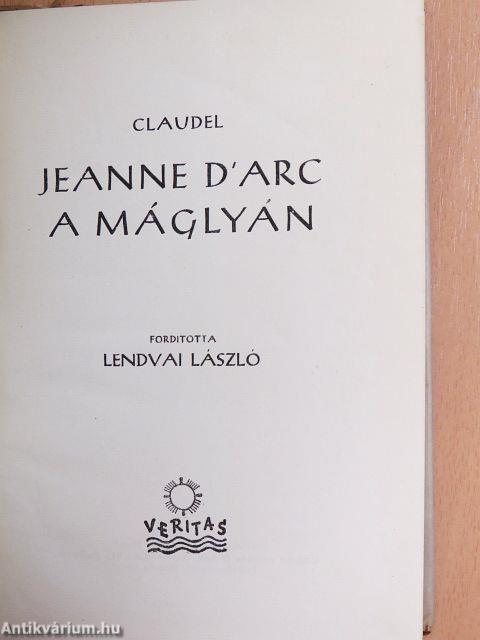 CLAUDEL
JEANNE D'ARC
A MÁGLYÁN
FORDITOTTA
LENDVAI LÁSZLÓ
VERITAS
Antikvárium.hu